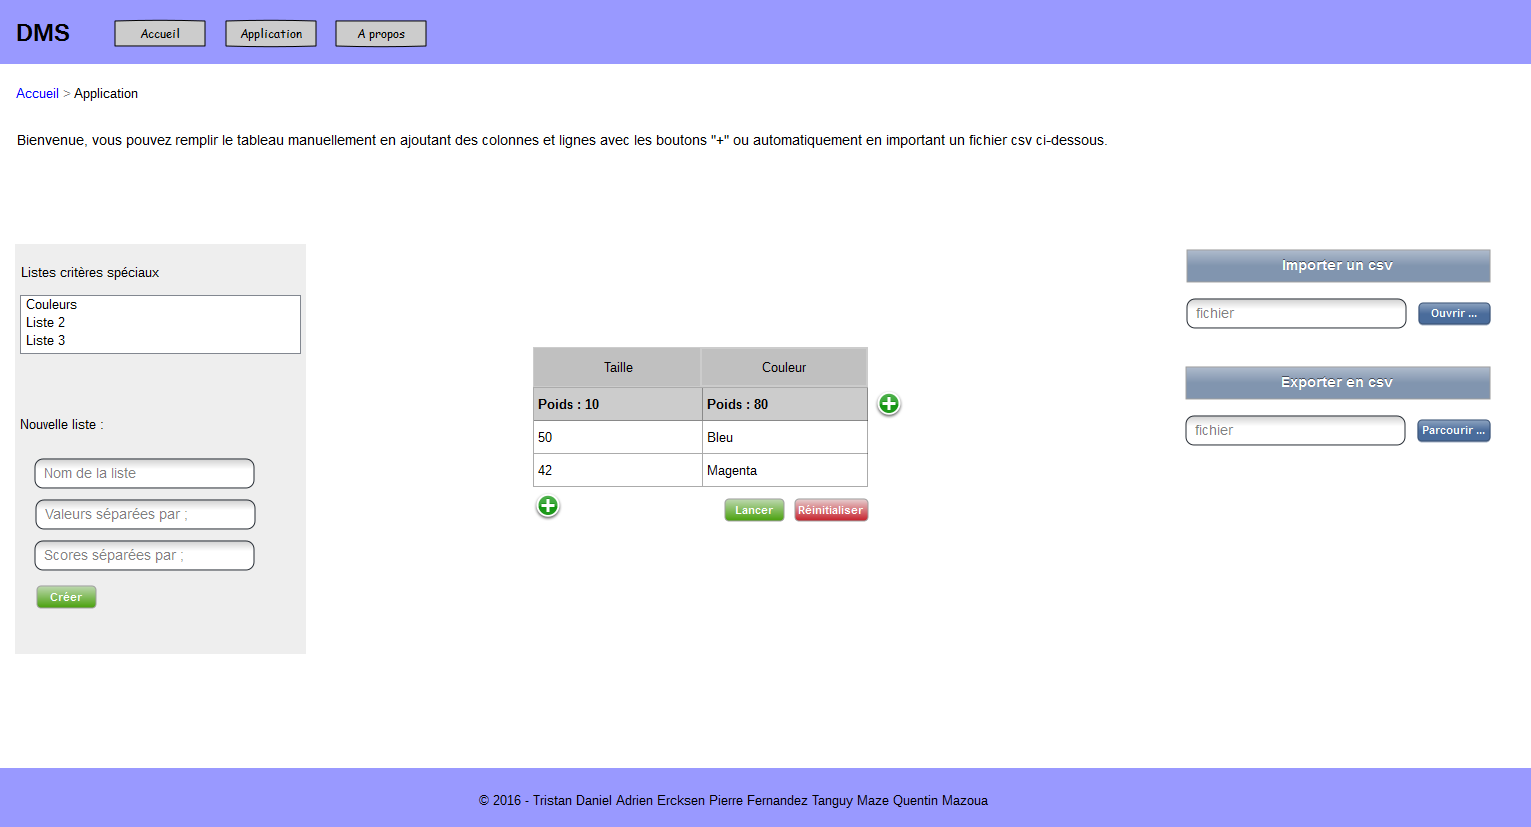 DMS Accueil Application A propos
Accueil > Application
Bienvenue, vous pouvez remplir le tableau manuellement en ajoutant des colonnes et lignes avec les boutons "+" ou automatiquement en important un fichier csv ci-dessous.
Listes critères spéciaux
Couleurs
Liste 2
Liste 3
Nouvelle liste :
Nom de la liste
Valeurs séparées par ;
Scores séparées par ;
Créer
Taille Couleur
Poids : 10 Poids : 80
50 Bleu
42 Magenta
Lancer Réinitialiser
Importer un csv
fichier Ouvrir ...
Exporter en csv
fichier Parcourir ...
© 2016 - Tristan Daniel Adrien Ercksen Pierre Fernandez Tanguy Maze Quentin Mazoua